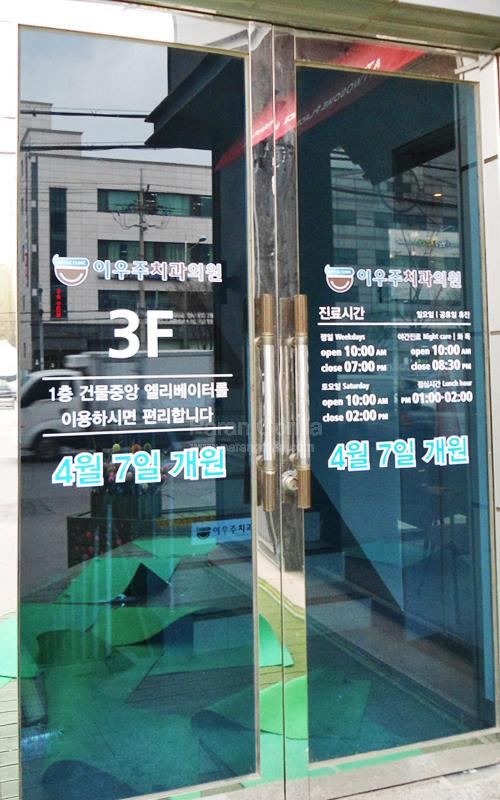 이우주치과의원
3F
1층 건물중앙 엘리베이터를
이용하시면 편리합니다
4월 7일 개원
이우주치과
이우주치과의원
진료시간 일요일 | 공휴일 휴진
평일 Weekdays
open 10:00 AM
close 07:00 PM
토요일 Saturday
open 10:00 AM
close 02:00 PM
야간진료 Night care | 화 목
open 10:00 AM
close 08:30 PM
점심시간 Lunch hour
PM 01:00-02:00
4월 7일 개원